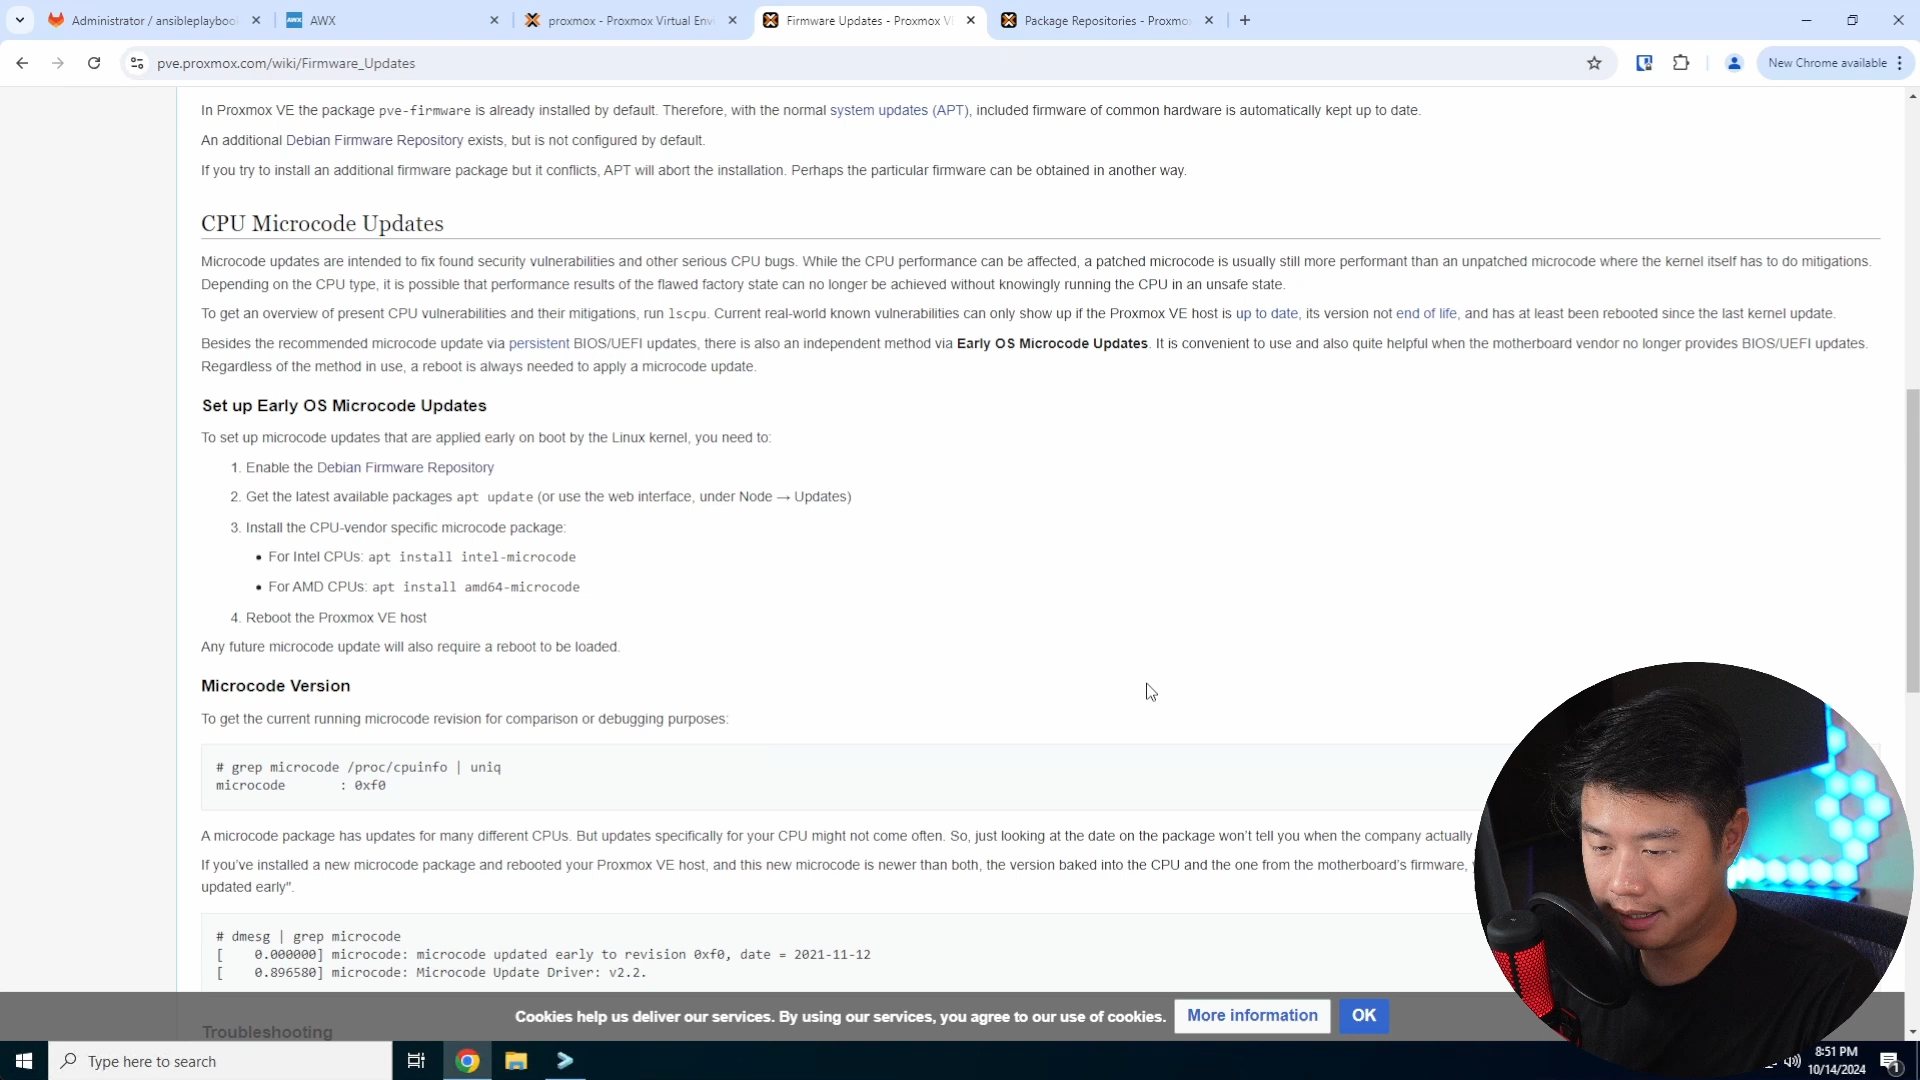 Administrator / ansibleplaybook
AWX
AWX
proxmox - Proxmox Virtual Env
Firmware Updates - Proxmox V
Package Repositories - Proxmox
pve.proxmox.com/wiki/Firmware_Updates
New Chrome available
In Proxmox VE the package pve-firmware is already installed by default. Therefore, with the normal system updates (APT), included firmware of common hardware is automatically kept up to date.
An additional Debian Firmware Repository exists, but is not configured by default.
If you try to install an additional firmware package but it conflicts, APT will abort the installation. Perhaps the particular firmware can be obtained in another way.
CPU Microcode Updates
Microcode updates are intended to fix found security vulnerabilities and other serious CPU bugs. While the CPU performance can be affected, a patched microcode is usually still more performant than an unpatched microcode where the kernel itself has to do mitigations.
Depending on the CPU type, it is possible that performance results of the flawed factory state can no longer be achieved without knowingly running the CPU in an unsafe state.
To get an overview of present CPU vulnerabilities and their mitigations, run lscpu. Current real-world known vulnerabilities can only show up if the Proxmox VE host is up to date, its version not end of life, and has at least been rebooted since the last kernel update.
Besides the recommended microcode update via persistent BIOS/UEFI updates, there is also an independent method via Early OS Microcode Updates. It is convenient to use and also quite helpful when the motherboard vendor no longer provides BIOS/UEFI updates.
Regardless of the method in use, a reboot is always needed to apply a microcode update.
Set up Early OS Microcode Updates
To set up microcode updates that are applied early on boot by the Linux kernel, you need to:
1. Enable the Debian Firmware Repository
2. Get the latest available packages apt update (or use the web interface, under Node → Updates)
3. Install the CPU-vendor specific microcode package:
• For Intel CPUs: apt install intel-microcode
• For AMD CPUs: apt install amd64-microcode
4. Reboot the Proxmox VE host
Any future microcode update will also require a reboot to be loaded.
Microcode Version
To get the current running microcode revision for comparison or debugging purposes:
# grep microcode /proc/cpuinfo | uniq
microcode : 0xf0
A microcode package has updates for many different CPUs. But updates specifically for your CPU might not come often. So, just looking at the date on the package won't tell you when the company actually
If you've installed a new microcode package and rebooted your Proxmox VE host, and this new microcode is newer than both, the version baked into the CPU and the one from the motherboard's firmware,
updated early".
# dmesg | grep microcode
[ 0.000000] microcode: microcode updated early to revision 0xf0, date = 2021-11-12
[ 0.896580] microcode: Microcode Update Driver: v2.2.
Cookies help us deliver our services. By using our services, you agree to our use of cookies.
More information
OK
Troubleshooting
Type here to search
8:51 PM
10/14/2024
1